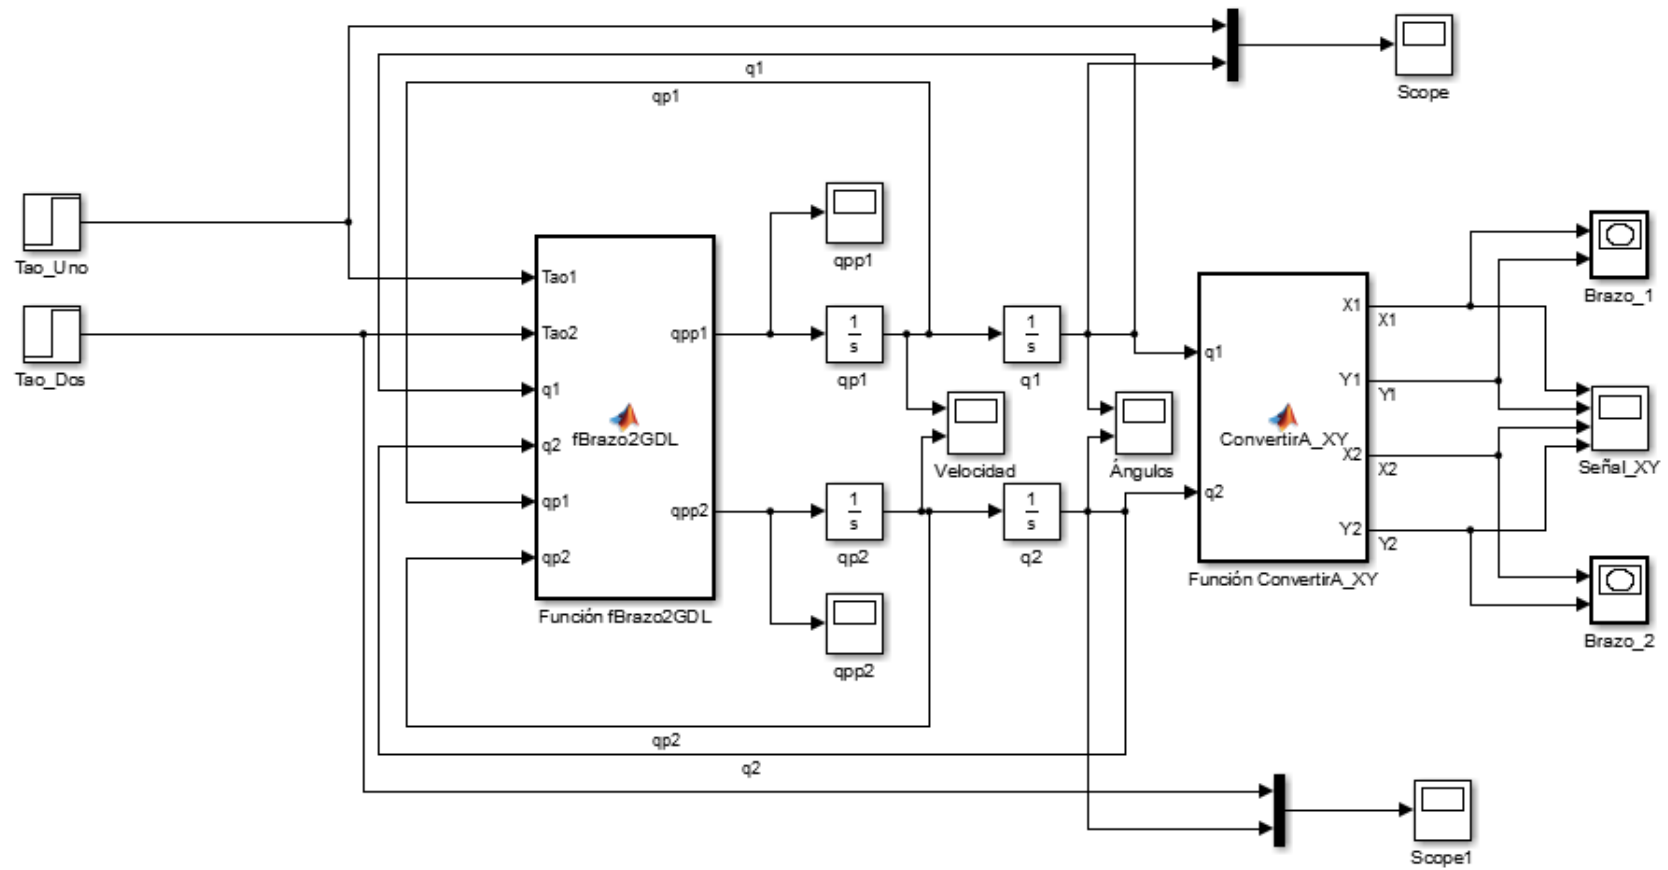 q1
qp1
Scope
Tao_Uno
Tao_Dos
Tao1
Tao2
q1
q2
qp1
qp2
fBrazo2GDL
qpp1
qpp2
Función fBrazo2GDL
qpp1
1
s
qp1
1
s
q1
Velocidad
Ángulos
1
s
qp2
1
s
q2
qpp2
qp2
q2
q1
q2
ConvertirA_XY
X1
Y1
X2
Y2
Función ConvertirA_XY
X1
Y1
X2
Y2
Brazo_1
Señal_XY
Brazo_2
Scope1